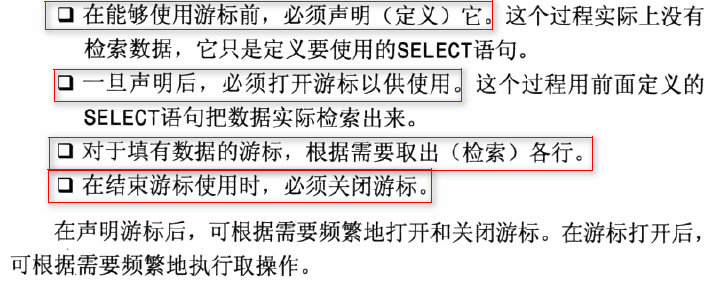 ❑ 在能够使用游标前，必须声明（定义）它。这个过程实际上没有
检索数据，它只是定义要使用的SELECT语句。
❑ 一旦声明后，必须打开游标以供使用。这个过程用前面定义的
SELECT语句把数据实际检索出来。
❑ 对于填有数据的游标，根据需要取出（检索）各行。
❑ 在结束游标使用时，必须关闭游标。
在声明游标后，可根据需要频繁地打开和关闭游标。在游标打开后，
可根据需要频繁地执行取操作。